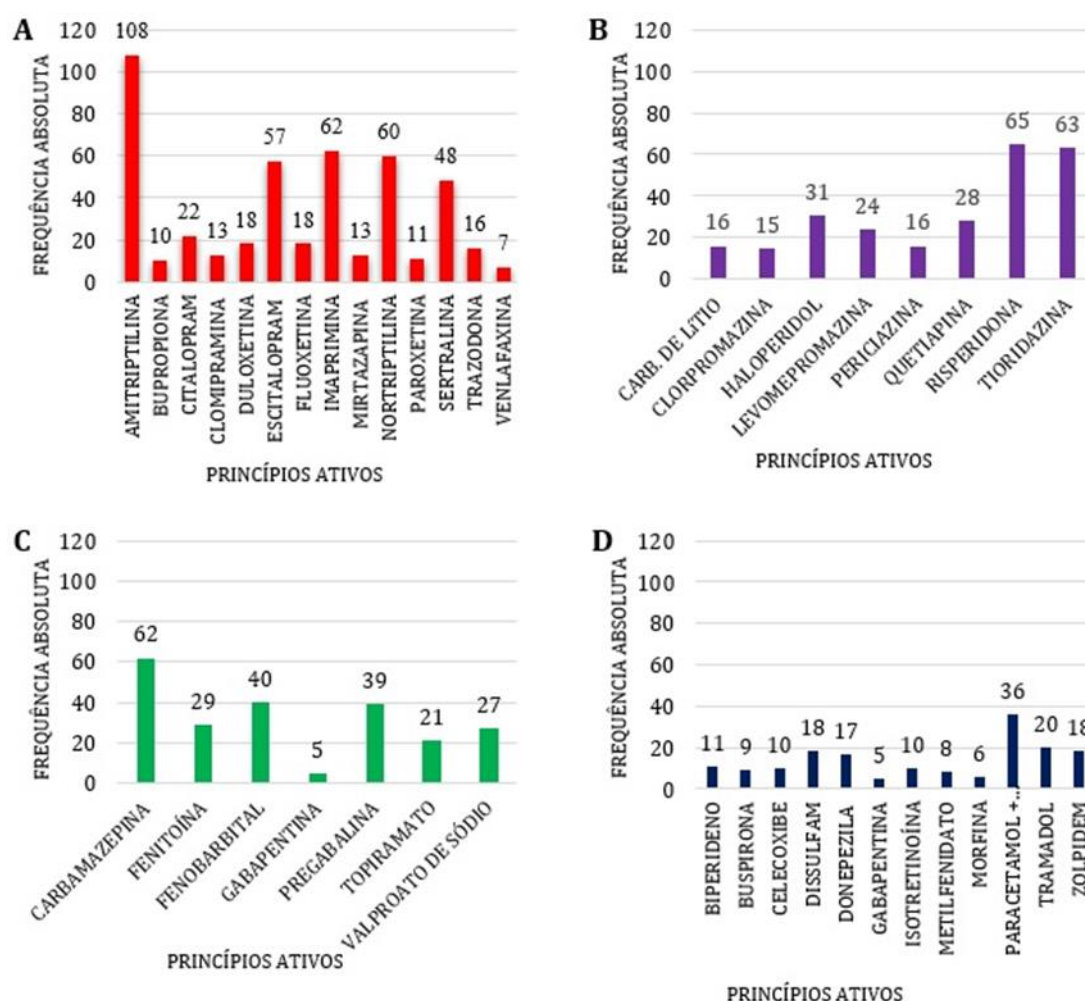 A
FREQUÊNCIA ABSOLUTA
120
100
80
60
40
20
0
108
10
22
13
18
57
18
62
13
60
11
48
16
7
AMITRIPTILINA
BUPROPIONA
CITALOPRAM
CLOMIPRAMINA
DULOXETINA
ESCITALOPRAM
FLUOXETINA
IMAPRIMINA
MIRTAZAPINA
NORTRIPTILINA
PAROXETINA
SERTRALINA
TRAZODONA
VENLAFAXINA
PRINCÍPIOS ATIVOS
B
FREQUÊNCIA ABSOLUTA
120
100
80
60
40
20
0
16
15
31
24
16
28
65
63
CARB. DE LITIO
CLORPROMAZINA
HALOPERIDOL
LEVOMEPROMAZINA
PERICIAZINA
QUETIAPINA
RISPERIDONA
TIORIDAZINA
PRINCÍPIOS ATIVOS
C
FREQUÊNCIA ABSOLUTA
120
100
80
60
40
20
0
62
29
40
5
39
21
27
CARBAMAZEPINA
FENITOÍNA
FENOBARBITAL
GABAPENTINA
PREGABALINA
TOPIRAMATO
VALPROATO DE SÓDIO
PRINCÍPIOS ATIVOS
D
FREQUÊNCIA ABSOLUTA
120
100
80
60
40
20
0
11
9
10
18
17
5
10
8
6
36
20
18
BIPERIDENO
BUSPIRONA
CELECOXIBE
DISSULFAM
DONEPEZILA
GABAPENTINA
ISOTRETINOÍNA
METILFENIDATO
MORFINA
PARACETAMOL +...
TRAMADOL
ZOLPIDEM
PRINCÍPIOS ATIVOS